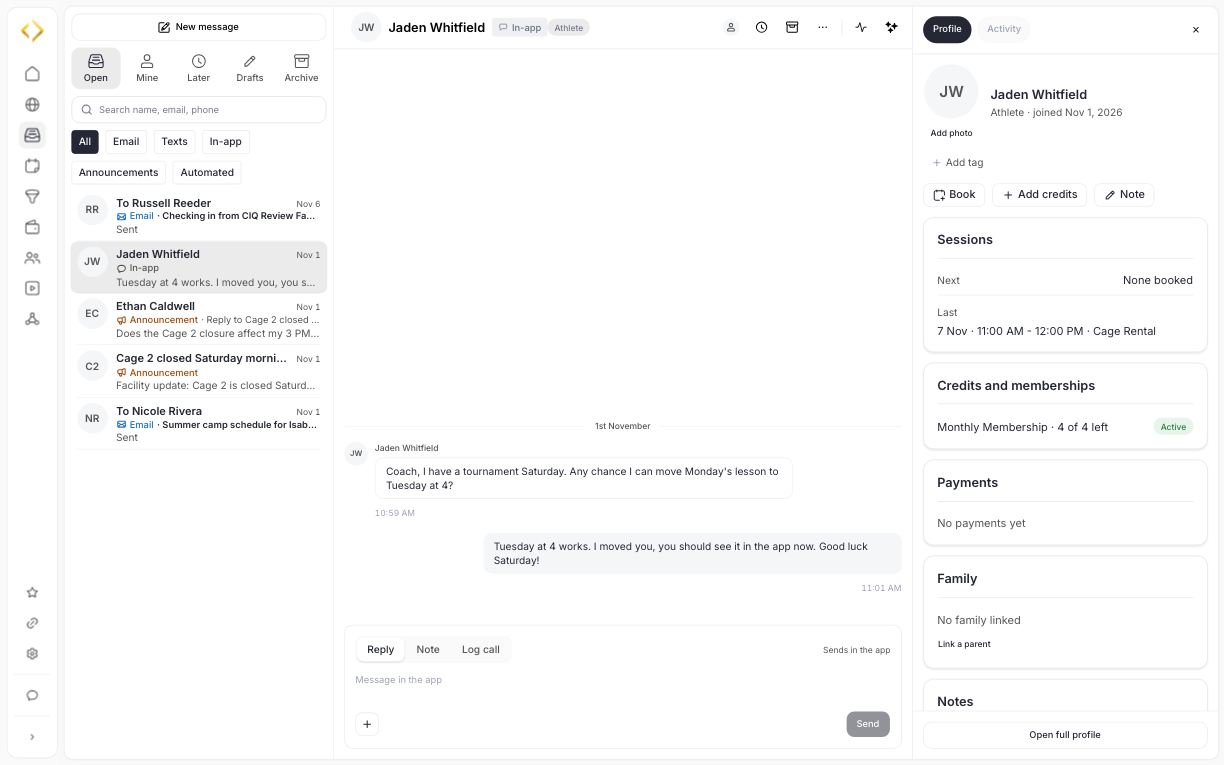 New message
Open
Mine
Later
Drafts
Archive
Search name, email, phone
All
Email
Texts
In-app
Announcements
Automated
RR
To Russell Reeder
Nov 6
Email · Checking in from CIQ Review Fa...
Sent
JW
Jaden Whitfield
Nov 1
In-app
Tuesday at 4 works. I moved you, you s...
EC
Ethan Caldwell
Nov 1
Announcement · Reply to Cage 2 closed ...
Does the Cage 2 closure affect my 3 PM...
C2
Cage 2 closed Saturday morni...
Nov 1
Announcement
Facility update: Cage 2 is closed Saturd...
NR
To Nicole Rivera
Nov 1
Email · Summer camp schedule for Isab...
Sent
JW
Jaden Whitfield
In-app
Athlete
1st November
Jaden Whitfield
JW
Coach, I have a tournament Saturday. Any chance I can move Monday's lesson to
Tuesday at 4?
10:59 AM
Tuesday at 4 works. I moved you, you should see it in the app now. Good luck
Saturday!
11:01 AM
Reply
Note
Log call
Sends in the app
Message in the app
Send
Profile
Activity
JW
Jaden Whitfield
Athlete · joined Nov 1, 2026
Add photo
Add tag
Book
Add credits
Note
Sessions
Next
None booked
Last
7 Nov · 11:00 AM - 12:00 PM · Cage Rental
Credits and memberships
Monthly Membership · 4 of 4 left
Active
Payments
No payments yet
Family
No family linked
Link a parent
Notes
Open full profile